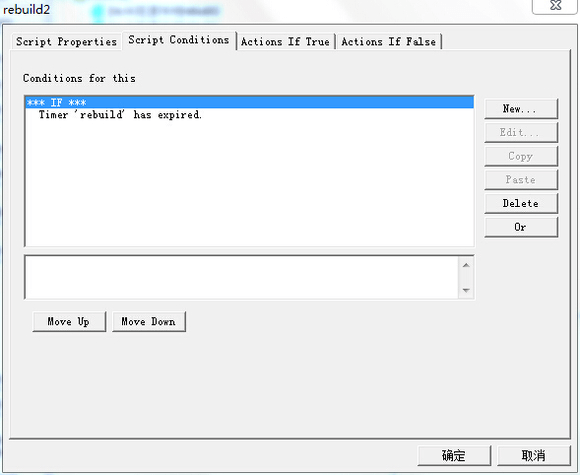 rebuild2
Script Properties
Script Conditions
Actions If True
Actions If False
Conditions for this
*** IF ***
Timer 'rebuild' has expired.
New...
Edit...
Copy
Paste
Delete
Or
Move Up
Move Down
确定
取消